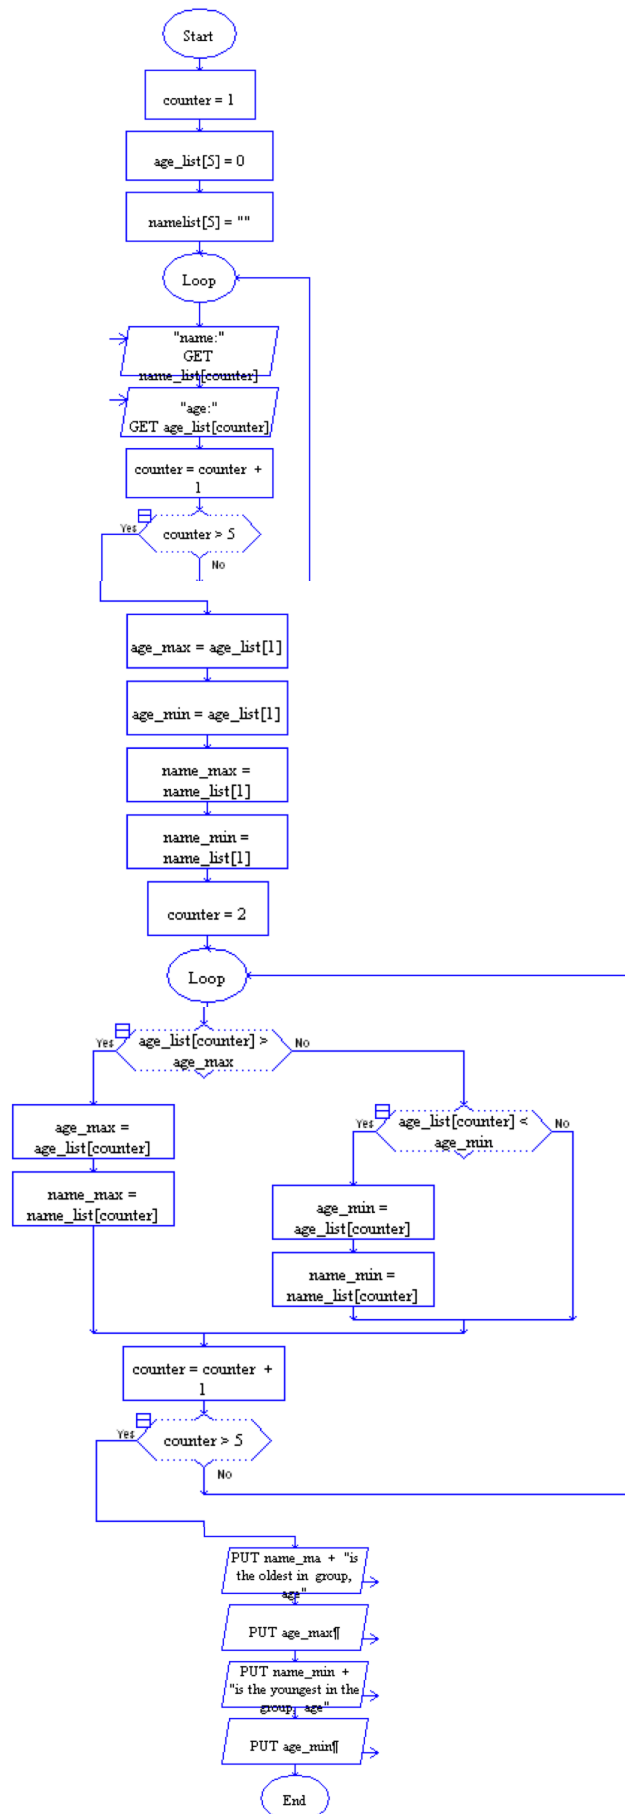 Start
counter = 1
age_list[5] = 0
namelist[5] = ""
Loop
"name:"
GET
name_list[counter]
"age:"
GET age_list[counter]
counter = counter +
1
Yes
counter > 5
No
age_max = age_list[1]
age_min = age_list[1]
name_max =
name_list[1]
name_min =
name_list[1]
counter = 2
Loop
Yes
age_list[counter] >
age_max
No
age_max =
age_list[counter]
name_max =
name_list[counter]
Yes
age_list[counter] <
age_min
No
age_min =
age_list[counter]
name_min =
name_list[counter]
counter = counter +
1
Yes
counter > 5
No
PUT name_ma + "is
the oldest in group,
age"
PUT age_max¶
PUT name_min +
"is the youngest in the
group, age"
PUT age_min¶
End